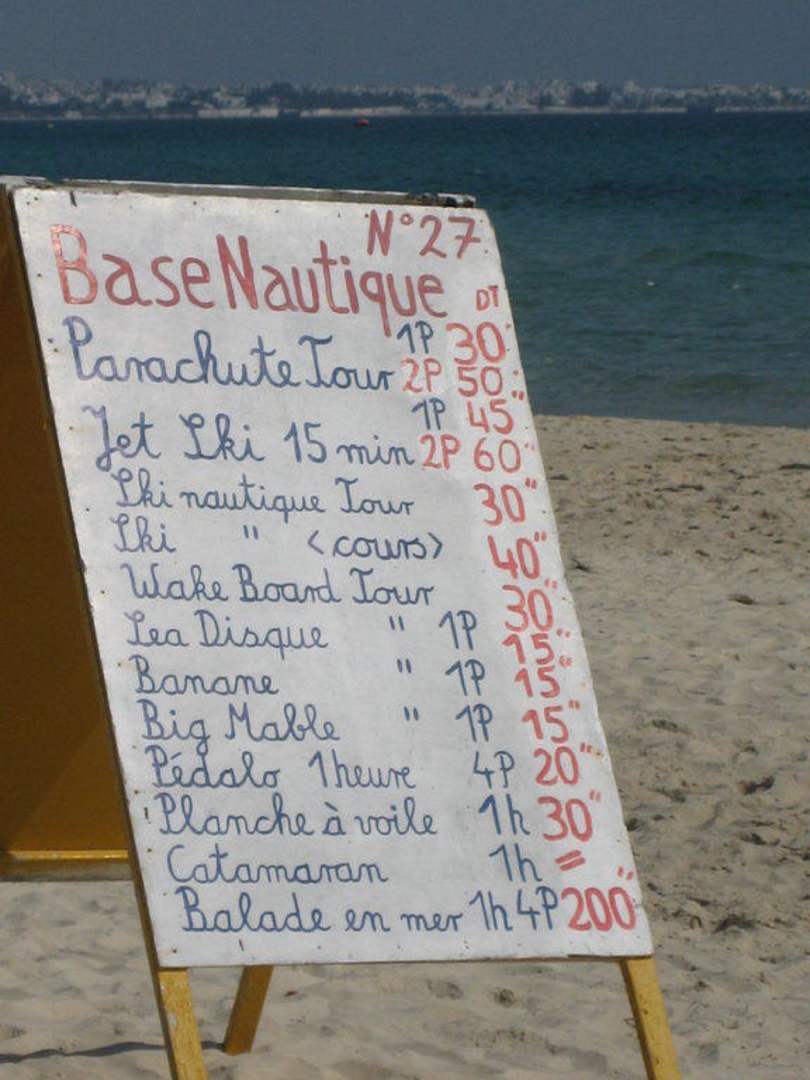 N° 27
Base Nautique DT
Parachute Tour 1P 30"
2P 50"
1P 45"
Jet Ski 15 min 2P 60"
Ski nautique Tour 30"
Ski " <cours> 40"
Wake Board Tour 30"
Sea Disque " 1P 15"
Banane " 1P 15"
Big Mable " 1P 15"
Pédalo 1heure 4P 20"
Planche à voile 1h 30"
Catamaran 1h =
Balade en mer 1h 4P 200"